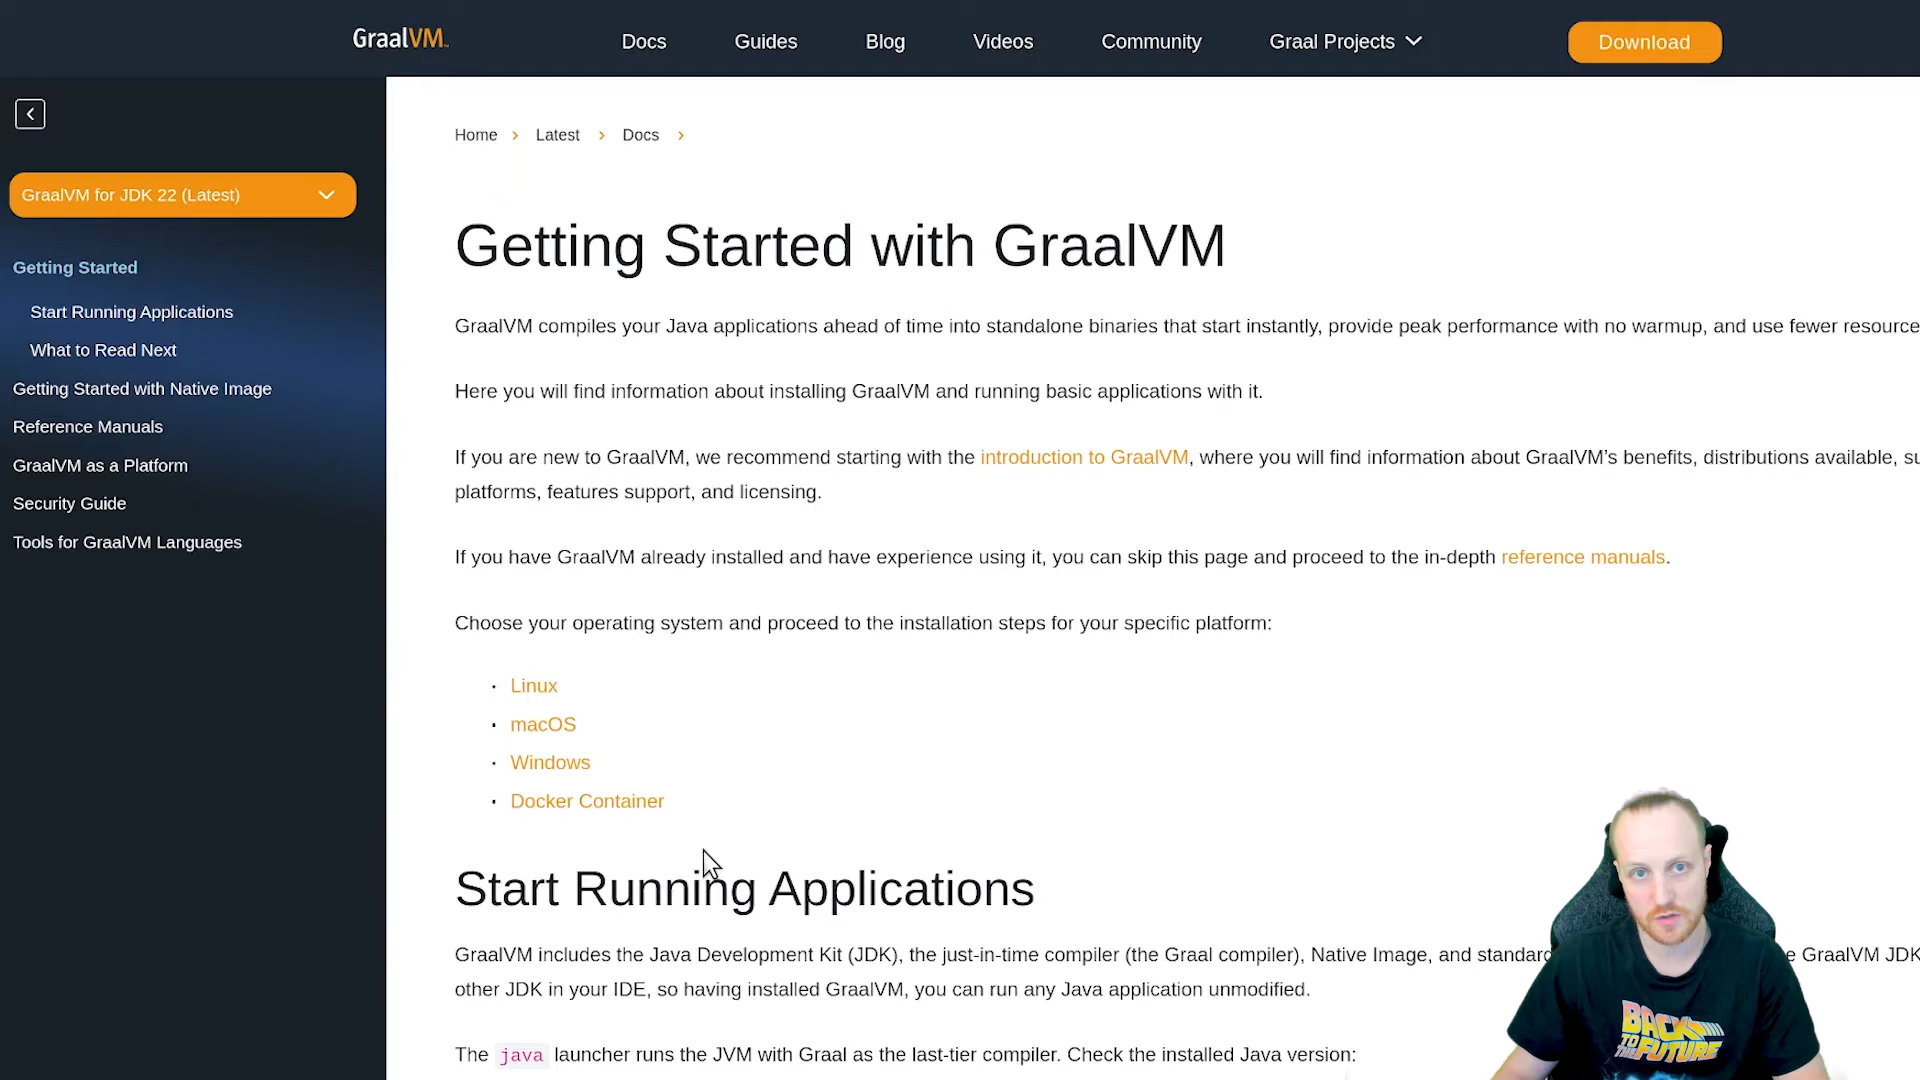 GraalVM
Docs
Guides
Blog
Videos
Community
Graal Projects
Download
GraalVM for JDK 22 (Latest)
Getting Started
Start Running Applications
What to Read Next
Getting Started with Native Image
Reference Manuals
GraalVM as a Platform
Security Guide
Tools for GraalVM Languages
Home > Latest > Docs >
Getting Started with GraalVM
GraalVM compiles your Java applications ahead of time into standalone binaries that start instantly, provide peak performance with no warmup, and use fewer resource
Here you will find information about installing GraalVM and running basic applications with it.
If you are new to GraalVM, we recommend starting with the introduction to GraalVM, where you will find information about GraalVM’s benefits, distributions available, su
platforms, features support, and licensing.
If you have GraalVM already installed and have experience using it, you can skip this page and proceed to the in-depth reference manuals.
Choose your operating system and proceed to the installation steps for your specific platform:
· Linux
· macOS
· Windows
· Docker Container
Start Running Applications
GraalVM includes the Java Development Kit (JDK), the just-in-time compiler (the Graal compiler), Native Image, and standard e GraalVM JDK
other JDK in your IDE, so having installed GraalVM, you can run any Java application unmodified.
The java launcher runs the JVM with Graal as the last-tier compiler. Check the installed Java version:
BACK
TO THE FUTURE